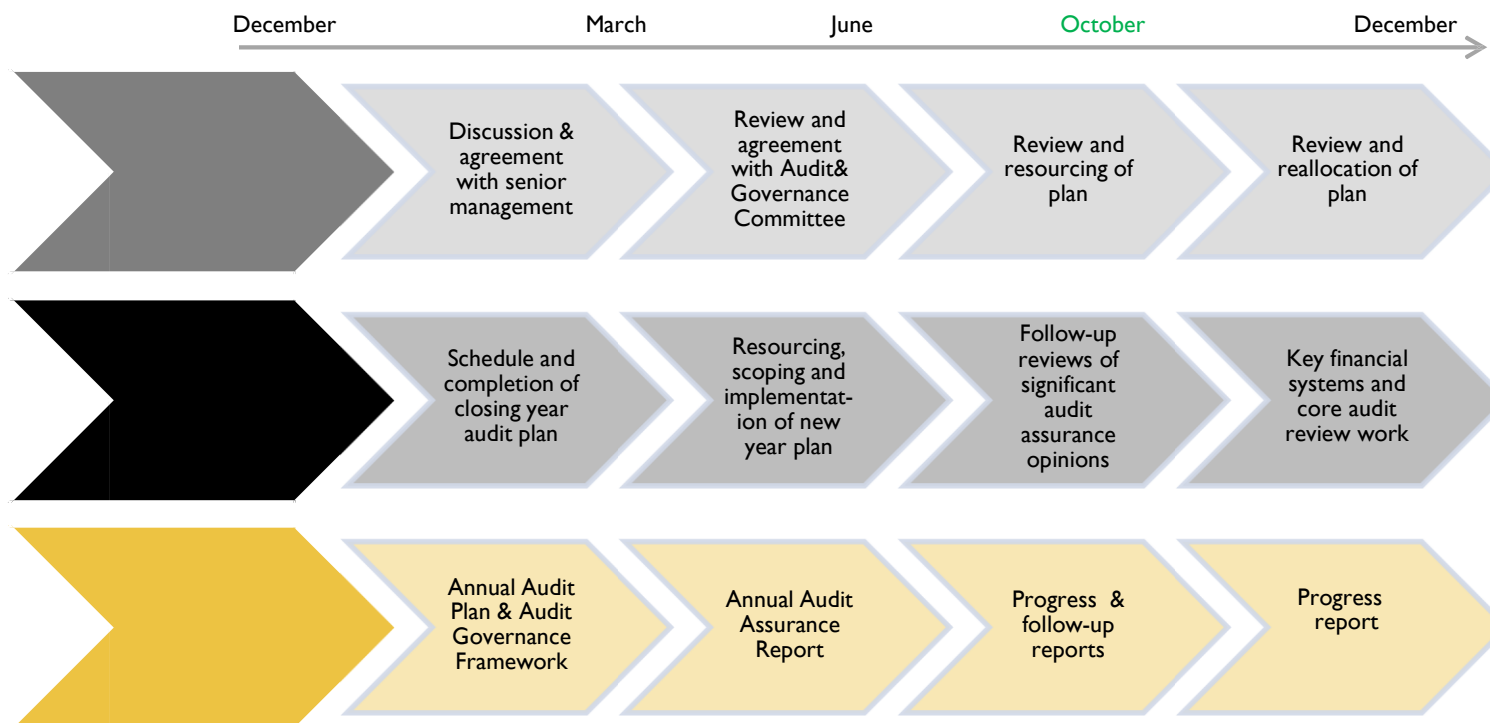 December March June October December
Discussion &
agreement
with senior
management
Review and
agreement
with Audit&
Governance
Committee
Review and
resourcing of
plan
Review and
reallocation of
plan
Schedule and
completion of
closing year
audit plan
Resourcing,
scoping and
implementat-
ion of new
year plan
Follow-up
reviews of
significant
audit
assurance
opinions
Key financial
systems and
core audit
review work
Annual Audit
Plan & Audit
Governance
Framework
Annual Audit
Assurance
Report
Progress &
follow-up
reports
Progress
report